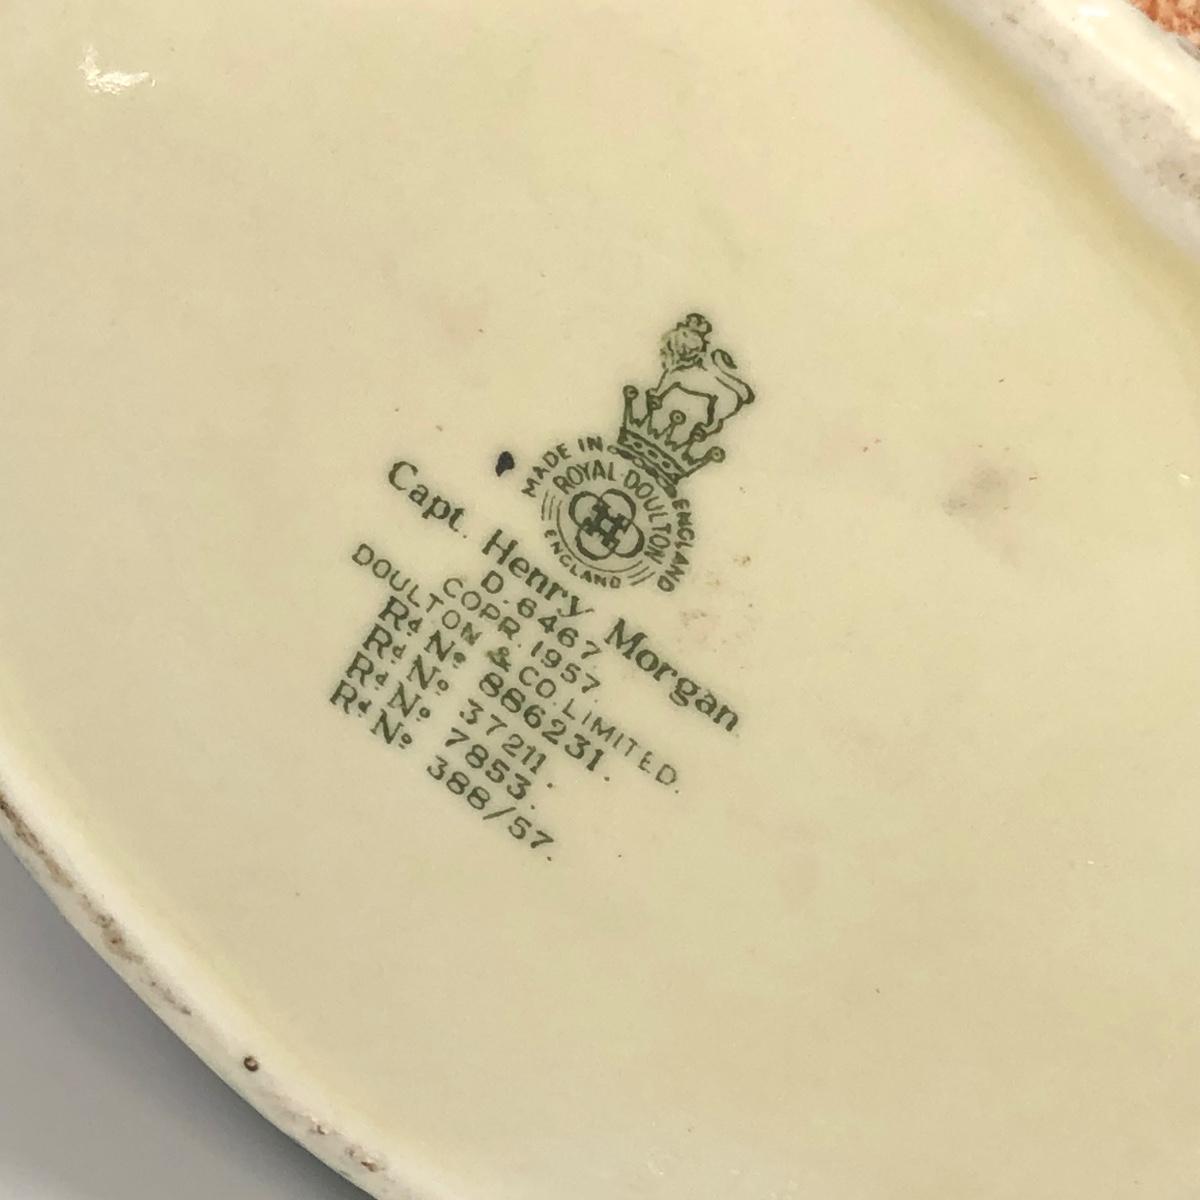 MADE IN ENGLAND
ROYAL·DOULTON
ENGLAND
Capt. Henry Morgan
D. 6467.
COPR. 1957.
DOULTON & CO. LIMITED.
Rd No 886231.
Rd No 37211.
Rd No 7853.
Rd No 388/57.